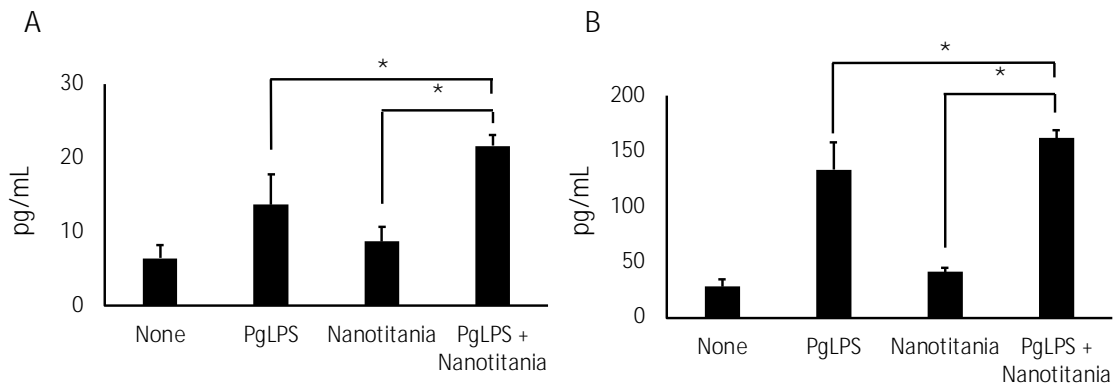 A
30
20
10
0
pg/mL
*
*
None
PgLPS
Nanotitania
PgLPS +
Nanotitania
B
200
150
100
50
0
pg/mL
*
*
None
PgLPS
Nanotitania
PgLPS +
Nanotitania